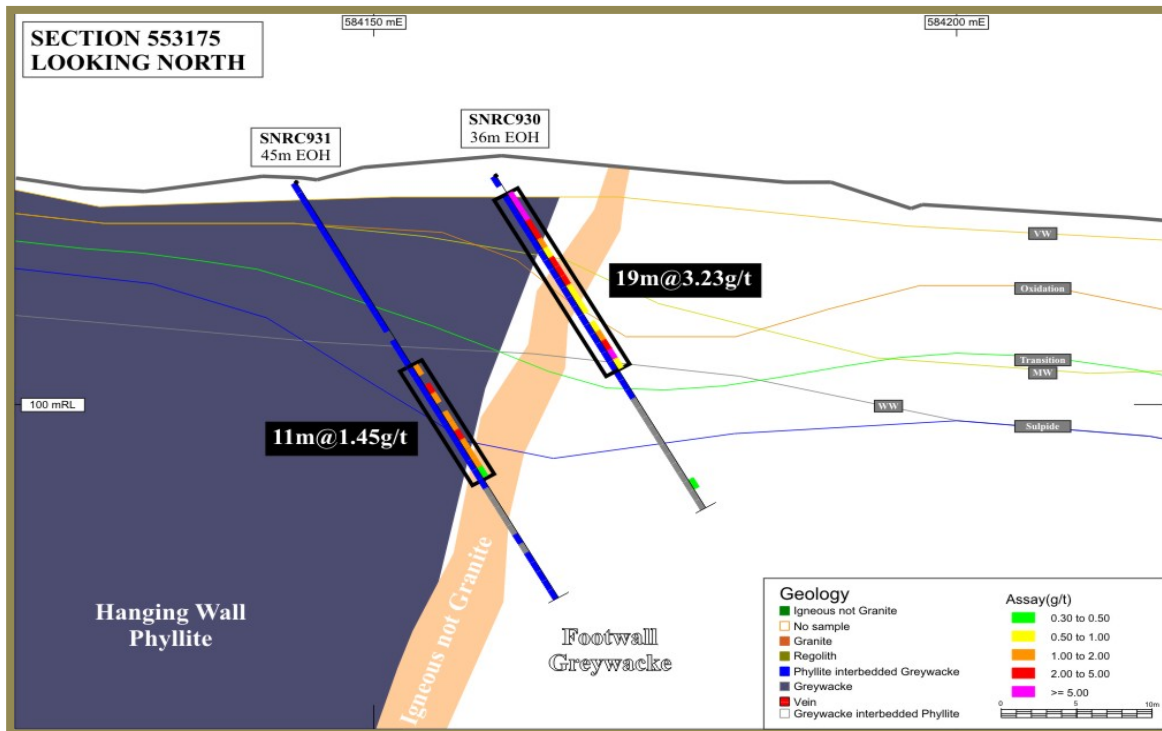 584150 mE
584200 mE
SECTION 553175
LOOKING NORTH
SNRC931
45m EOH
SNRC930
36m EOH
VW
19m@3.23g/t
Oxidation
Transition
MW
100 mRL
WW
Sulpide
11m@1.45g/t
Hanging Wall
Phyllite
Igneous not Granite
Footwall
Greywacke
Geology
Igneous not Granite
No sample
Granite
Regolith
Phyllite interbedded Greywacke
Greywacke
Vein
Greywacke interbedded Phyllite
Assay(g/t)
0.30 to 0.50
0.50 to 1.00
1.00 to 2.00
2.00 to 5.00
>= 5.00
0 5 10m